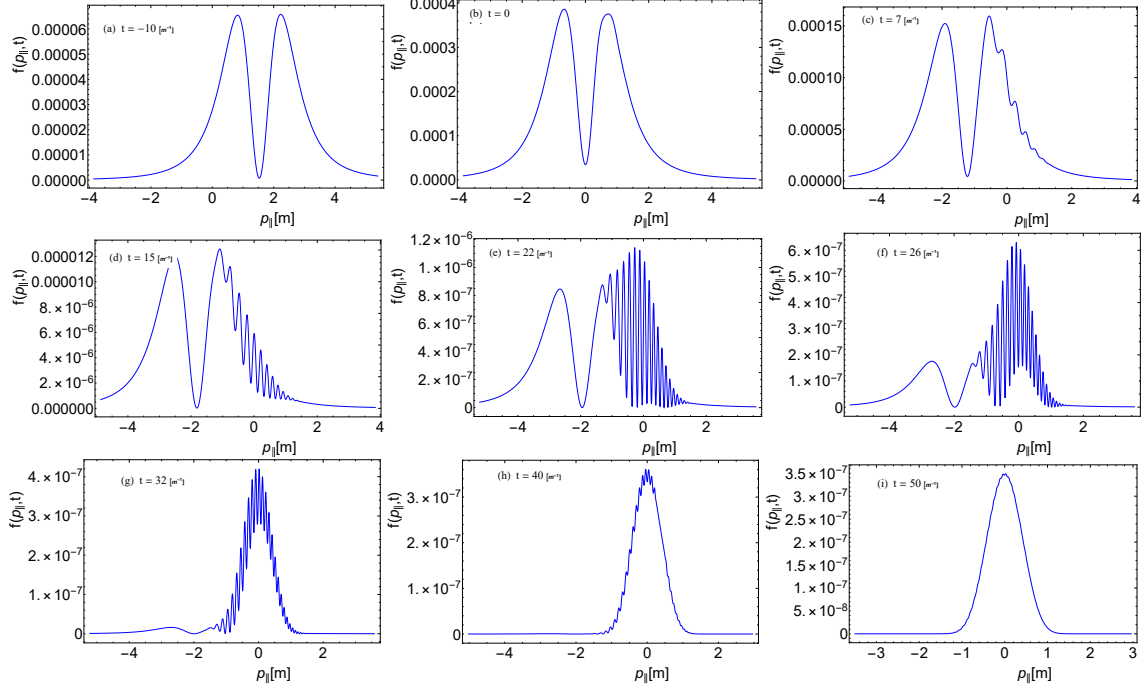 (a) t = −10 [m⁻¹]
f(p∥,t)
0.00006
0.00005
0.00004
0.00003
0.00002
0.00001
0.00000
−4 −2 0 2 4
p∥[m]
(b) t = 0
f(p∥,t)
0.0004
0.0003
0.0002
0.0001
0.0000
−4 −2 0 2 4
p∥[m]
(c) t = 7 [m⁻¹]
f(p∥,t)
0.00015
0.00010
0.00005
0.00000
−4 −2 0 2 4
p∥[m]
(d) t = 15 [m⁻¹]
f(p∥,t)
0.000012
0.000010
8.×10⁻⁶
6.×10⁻⁶
4.×10⁻⁶
2.×10⁻⁶
0.000000
−4 −2 0 2 4
p∥[m]
(e) t = 22 [m⁻¹]
f(p∥,t)
1.2×10⁻⁶
1.×10⁻⁶
8.×10⁻⁷
6.×10⁻⁷
4.×10⁻⁷
2.×10⁻⁷
0
−4 −2 0 2
p∥[m]
(f) t = 26 [m⁻¹]
f(p∥,t)
6.×10⁻⁷
5.×10⁻⁷
4.×10⁻⁷
3.×10⁻⁷
2.×10⁻⁷
1.×10⁻⁷
0
−4 −2 0 2
p∥[m]
(g) t = 32 [m⁻¹]
f(p∥,t)
4.×10⁻⁷
3.×10⁻⁷
2.×10⁻⁷
1.×10⁻⁷
0
−4 −2 0 2
p∥[m]
(h) t = 40 [m⁻¹]
f(p∥,t)
3.×10⁻⁷
2.×10⁻⁷
1.×10⁻⁷
0
−4 −2 0 2
p∥[m]
(i) t = 50 [m⁻¹]
f(p∥,t)
3.5×10⁻⁷
3.×10⁻⁷
2.5×10⁻⁷
2.×10⁻⁷
1.5×10⁻⁷
1.×10⁻⁷
5.×10⁻⁸
0
−3 −2 −1 0 1 2 3
p∥[m]